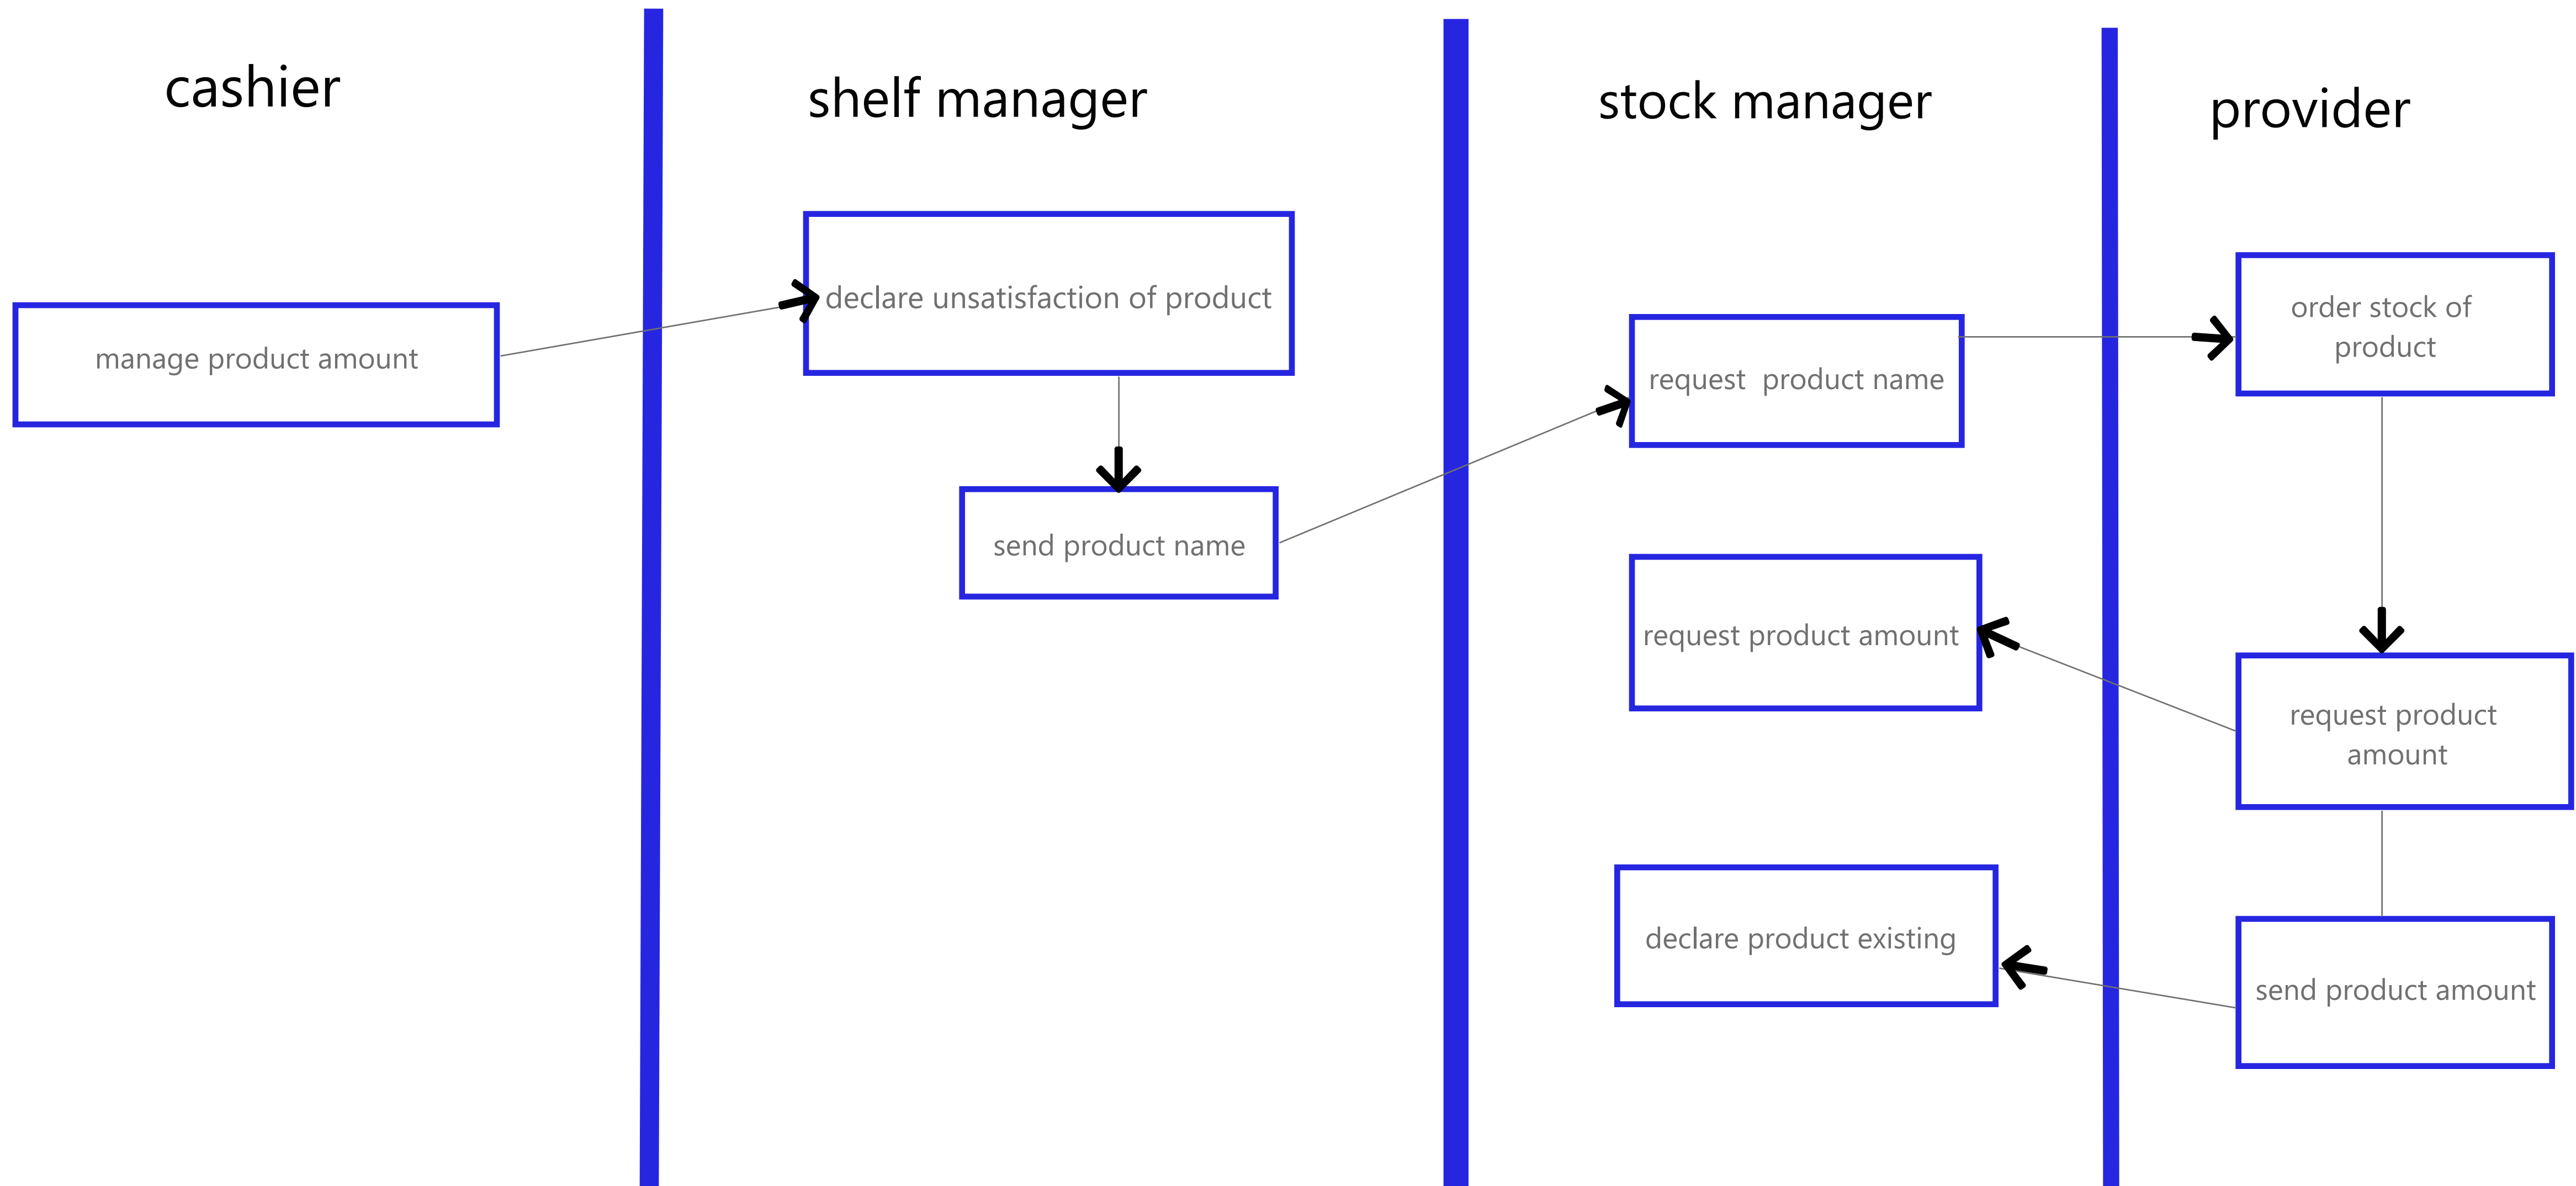 cashier
shelf manager
stock manager
provider
manage product amount
declare unsatisfaction of product
send product name
request  product name
request product amount
declare product existing
order stock of
product
request product
amount
send product amount